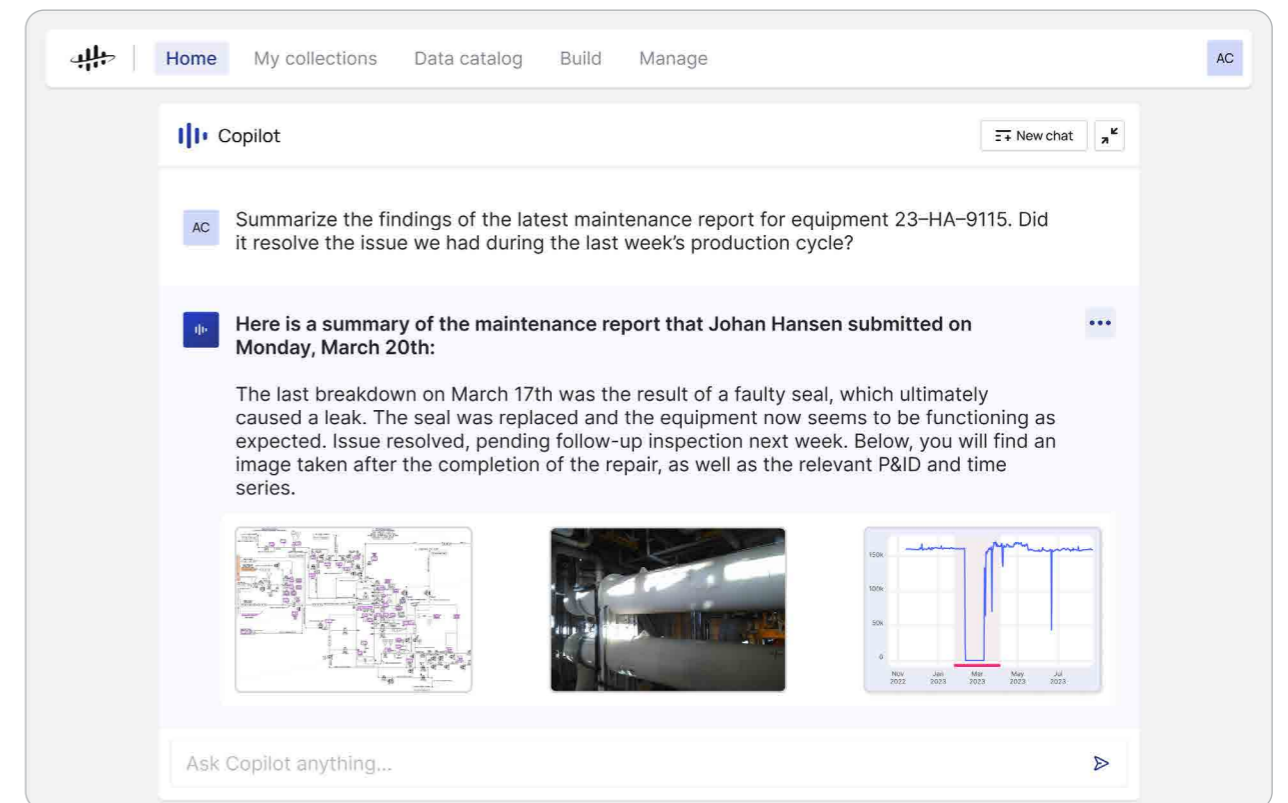 Home My collections Data catalog Build Manage AC
Copilot New chat
AC
Summarize the findings of the latest maintenance report for equipment 23–HA–9115. Did
it resolve the issue we had during the last week's production cycle?
Here is a summary of the maintenance report that Johan Hansen submitted on
Monday, March 20th:
The last breakdown on March 17th was the result of a faulty seal, which ultimately
caused a leak. The seal was replaced and the equipment now seems to be functioning as
expected. Issue resolved, pending follow-up inspection next week. Below, you will find an
image taken after the completion of the repair, as well as the relevant P&ID and time
series.
150k
100k
50k
0
Nov Jan Mar May Jul
2022 2023 2023 2023 2023
Ask Copilot anything...